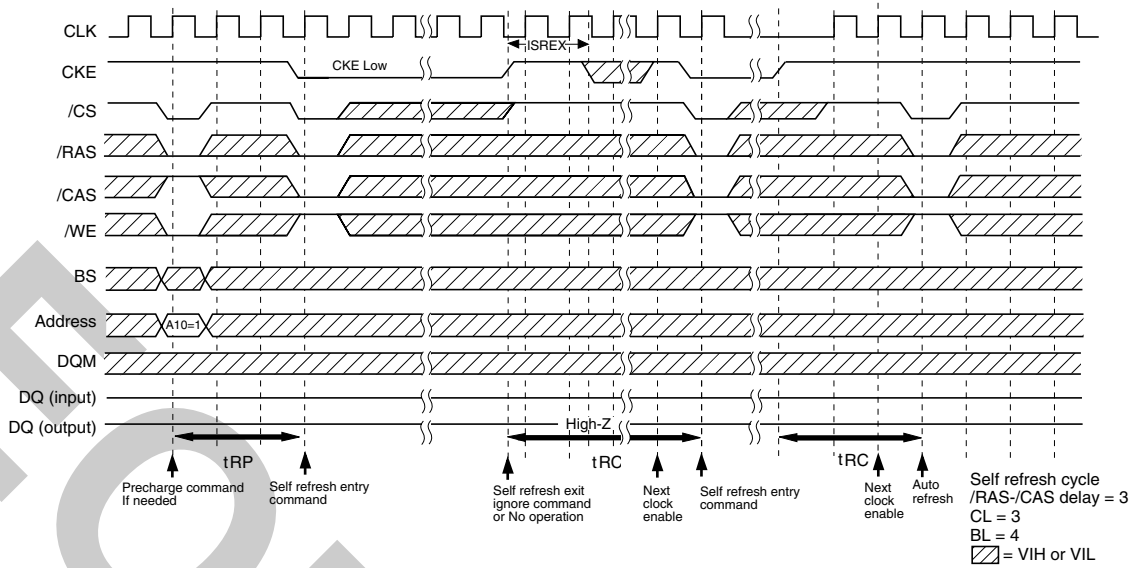 CLK
lSREX
CKE
CKE Low
/CS
/RAS
/CAS
/WE
BS
Address
A10=1
DQM
DQ (input)
DQ (output)
High-Z
tRP
tRC
tRC
Precharge command
If needed
Self refresh entry
command
Self refresh exit
ignore command
or No operation
Next
clock
enable
Self refresh entry
command
Next
clock
enable
Auto
refresh
Self refresh cycle
/RAS-/CAS delay = 3
CL = 3
BL = 4
= VIH or VIL